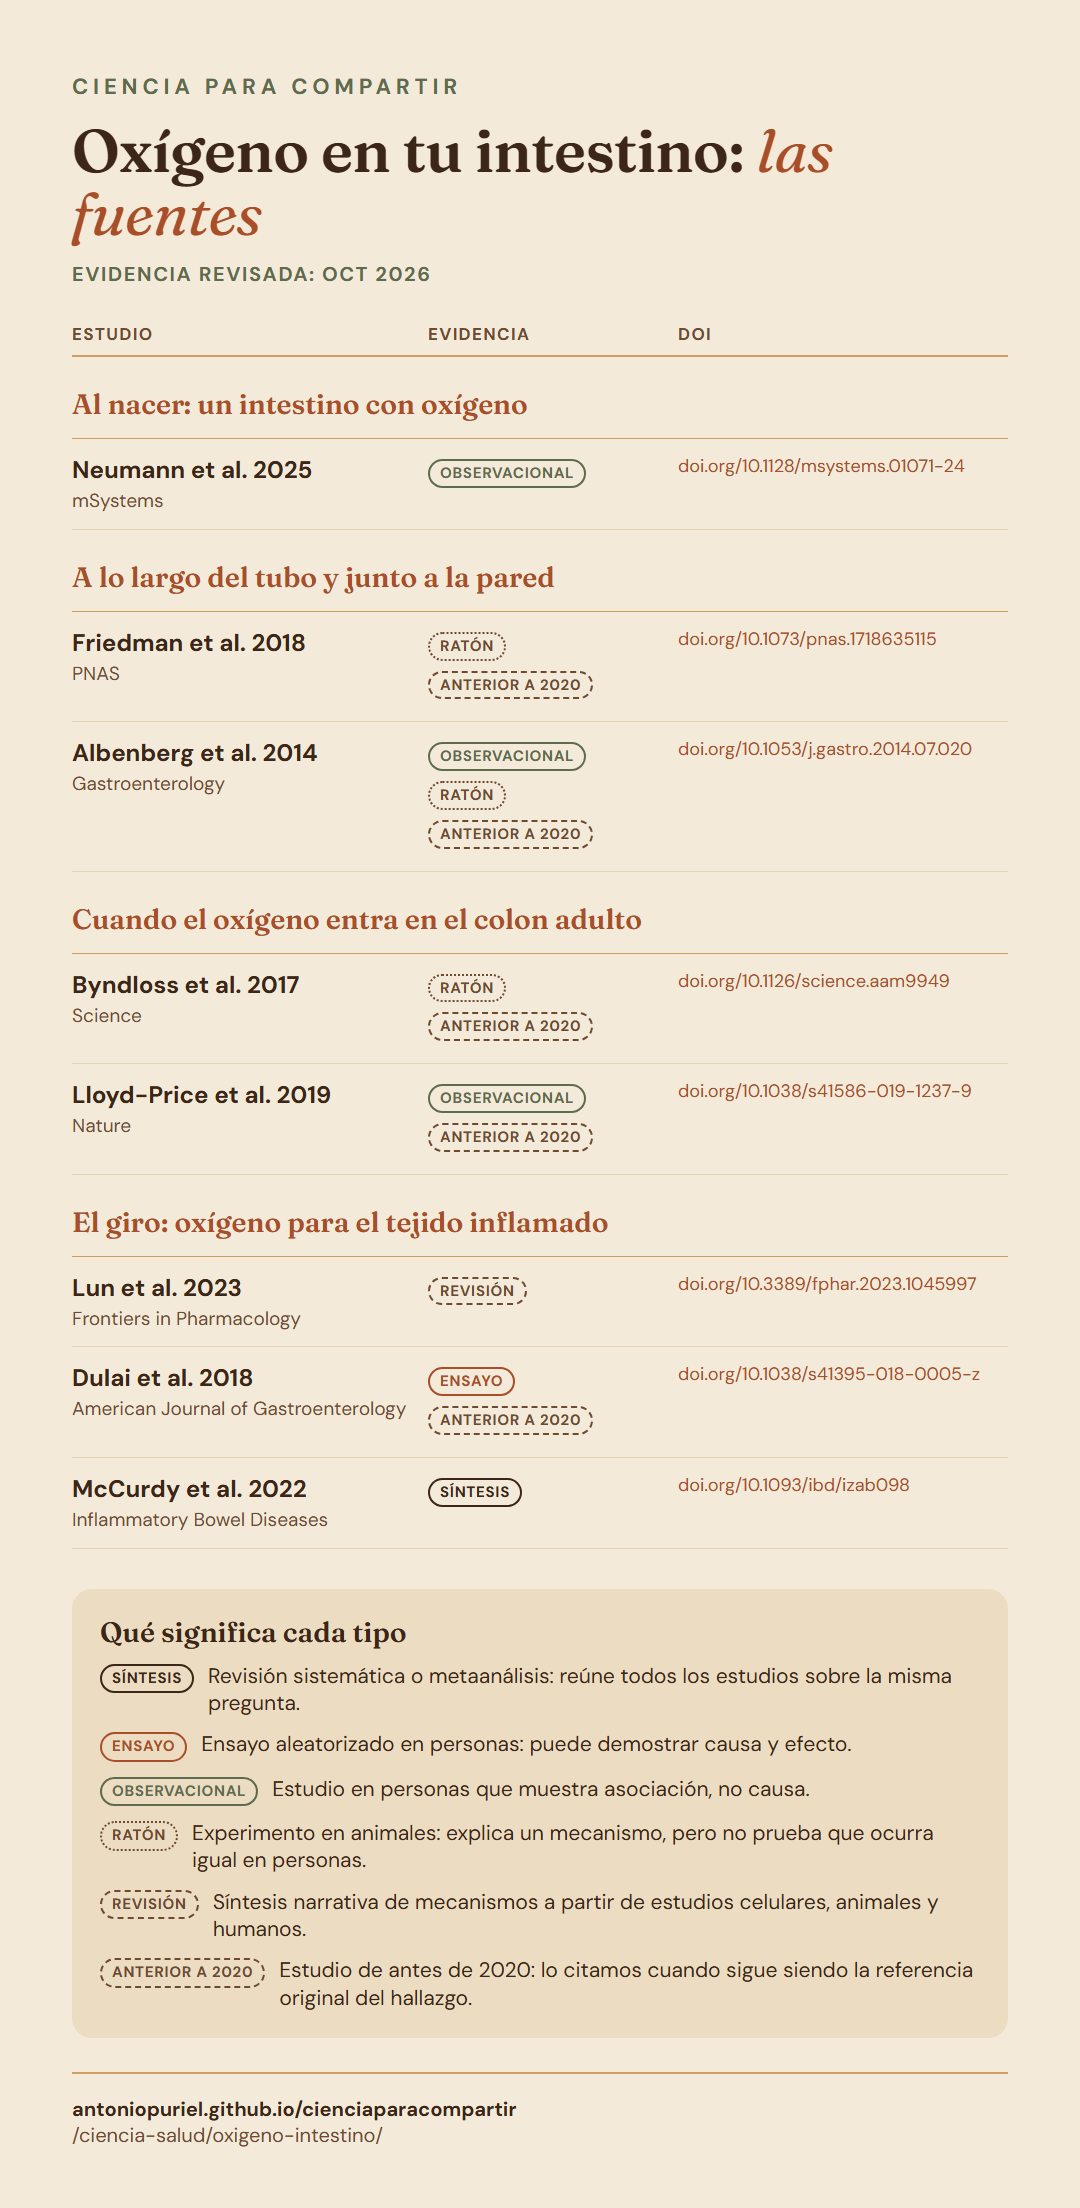 CIENCIA PARA COMPARTIR
Oxígeno en tu intestino: las
fuentes
EVIDENCIA REVISADA: OCT 2026
ESTUDIO EVIDENCIA DOI
Al nacer: un intestino con oxígeno
Neumann et al. 2025 OBSERVACIONAL doi.org/10.1128/msystems.01071-24
mSystems
A lo largo del tubo y junto a la pared
Friedman et al. 2018 RATÓN doi.org/10.1073/pnas.1718635115
PNAS
ANTERIOR A 2020
Albenberg et al. 2014 OBSERVACIONAL doi.org/10.1053/j.gastro.2014.07.020
Gastroenterology
RATÓN
ANTERIOR A 2020
Cuando el oxígeno entra en el colon adulto
Byndloss et al. 2017 RATÓN doi.org/10.1126/science.aam9949
Science
ANTERIOR A 2020
Lloyd-Price et al. 2019 OBSERVACIONAL doi.org/10.1038/s41586-019-1237-9
Nature
ANTERIOR A 2020
El giro: oxígeno para el tejido inflamado
Lun et al. 2023 REVISIÓN doi.org/10.3389/fphar.2023.1045997
Frontiers in Pharmacology
Dulai et al. 2018 ENSAYO doi.org/10.1038/s41395-018-0005-z
American Journal of Gastroenterology
ANTERIOR A 2020
McCurdy et al. 2022 SÍNTESIS doi.org/10.1093/ibd/izab098
Inflammatory Bowel Diseases
Qué significa cada tipo
SÍNTESIS Revisión sistemática o metaanálisis: reúne todos los estudios sobre la misma
pregunta.
ENSAYO Ensayo aleatorizado en personas: puede demostrar causa y efecto.
OBSERVACIONAL Estudio en personas que muestra asociación, no causa.
RATÓN Experimento en animales: explica un mecanismo, pero no prueba que ocurra
igual en personas.
REVISIÓN Síntesis narrativa de mecanismos a partir de estudios celulares, animales y
humanos.
ANTERIOR A 2020 Estudio de antes de 2020: lo citamos cuando sigue siendo la referencia
original del hallazgo.
antoniopuriel.github.io/cienciaparacompartir
/ciencia-salud/oxigeno-intestino/